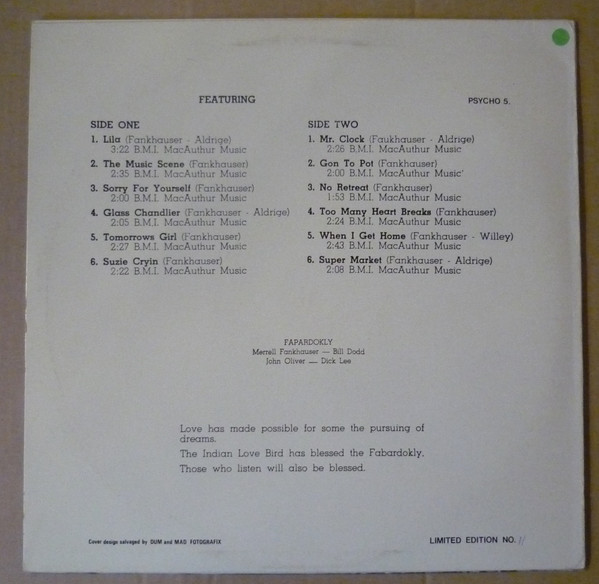 FEATURING
PSYCHO 5.
SIDE ONE
1. Lila (Fankhauser - Aldrige)
3:22 B.M.I. MacAuthur Music
2. The Music Scene (Fankhauser)
2:35 B.M.I. MacAuthur Music
3. Sorry For Yourself (Fankhauser)
2:00 B.M.I. MacAuthur Music
4. Glass Chandlier (Fankhauser - Aldrige)
2:05 B.M.I. MacAuthur Music
5. Tomorrows Girl (Fankhauser)
2:27 B.M.I. MacAuthur Music
6. Suzie Cryin (Fankhauser)
2:22 B.M.I. MacAuthur Music
SIDE TWO
1. Mr. Clock (Faukhauser - Aldrige)
2:26 B.M.I. MacAuthur Music
2. Gon To Pot (Fankhauser)
2:00 B.M.I. MacAuthur Music'
3. No Retreat (Fankhauser)
1:53 B.M.I. MacAuthur Music
4. Too Many Heart Breaks (Fankhauser)
2:24 B.M.I. MacAuthur Music
5. When I Get Home (Fankhauser - Willey)
2:43 B.M.I. MacAuthur Music
6. Super Market (Fankhauser - Aldrige)
2:08 B.M.I. MacAuthur Music
FAPARDOKLY
Merrell Fankhauser — Bill Dodd
John Oliver — Dick Lee
Love has made possible for some the pursuing of
dreams.
The Indian Love Bird has blessed the Fabardokly,
Those who listen will also be blessed.
Cover design salvaged by DUM and MAD FOTOGRAFIX
LIMITED EDITION NO.